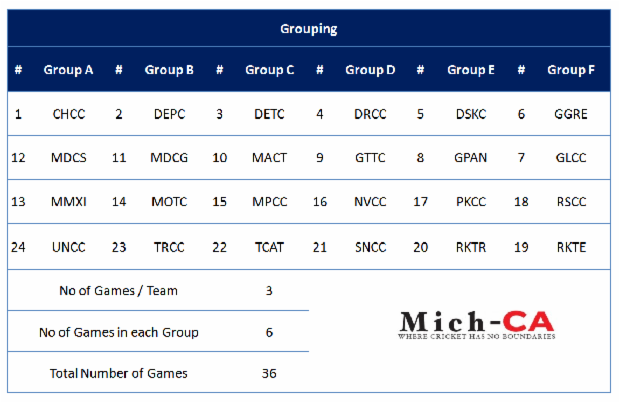 Grouping
# Group A # Group B # Group C # Group D # Group E # Group F
1 CHCC 2 DEPC 3 DETC 4 DRCC 5 DSKC 6 GGRE
12 MDCS 11 MDCG 10 MACT 9 GTTC 8 GPAN 7 GLCC
13 MMXI 14 MOTC 15 MPCC 16 NVCC 17 PKCC 18 RSCC
24 UNCC 23 TRCC 22 TCAT 21 SNCC 20 RKTR 19 RKTE
No of Games / Team 3
No of Games in each Group 6
Total Number of Games 36
Mich-CA
WHERE CRICKET HAS NO BOUNDARIES